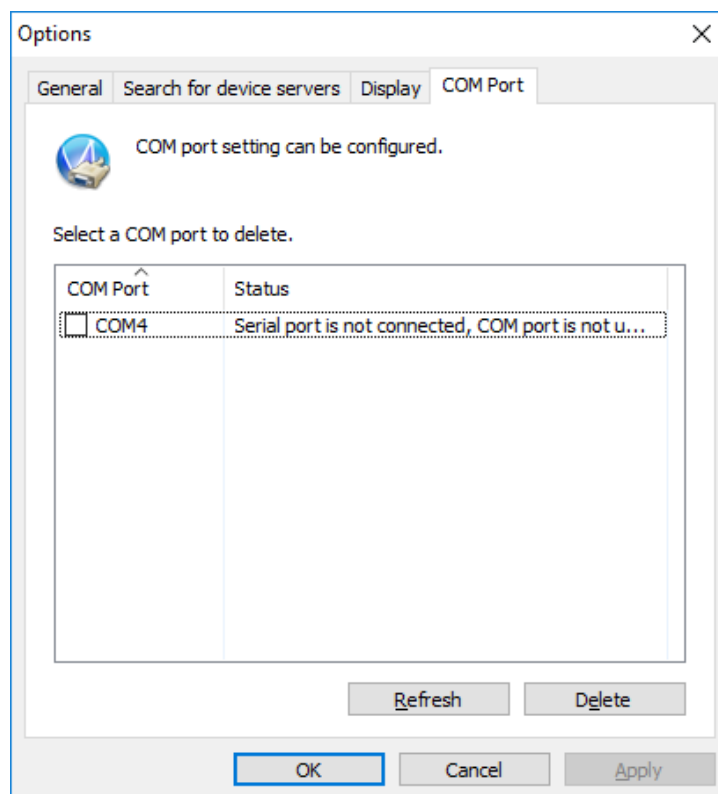 Options
General Search for device servers Display COM Port
COM port setting can be configured.
Select a COM port to delete.
COM Port Status
COM4 Serial port is not connected, COM port is not u...
Refresh Delete
OK Cancel Apply